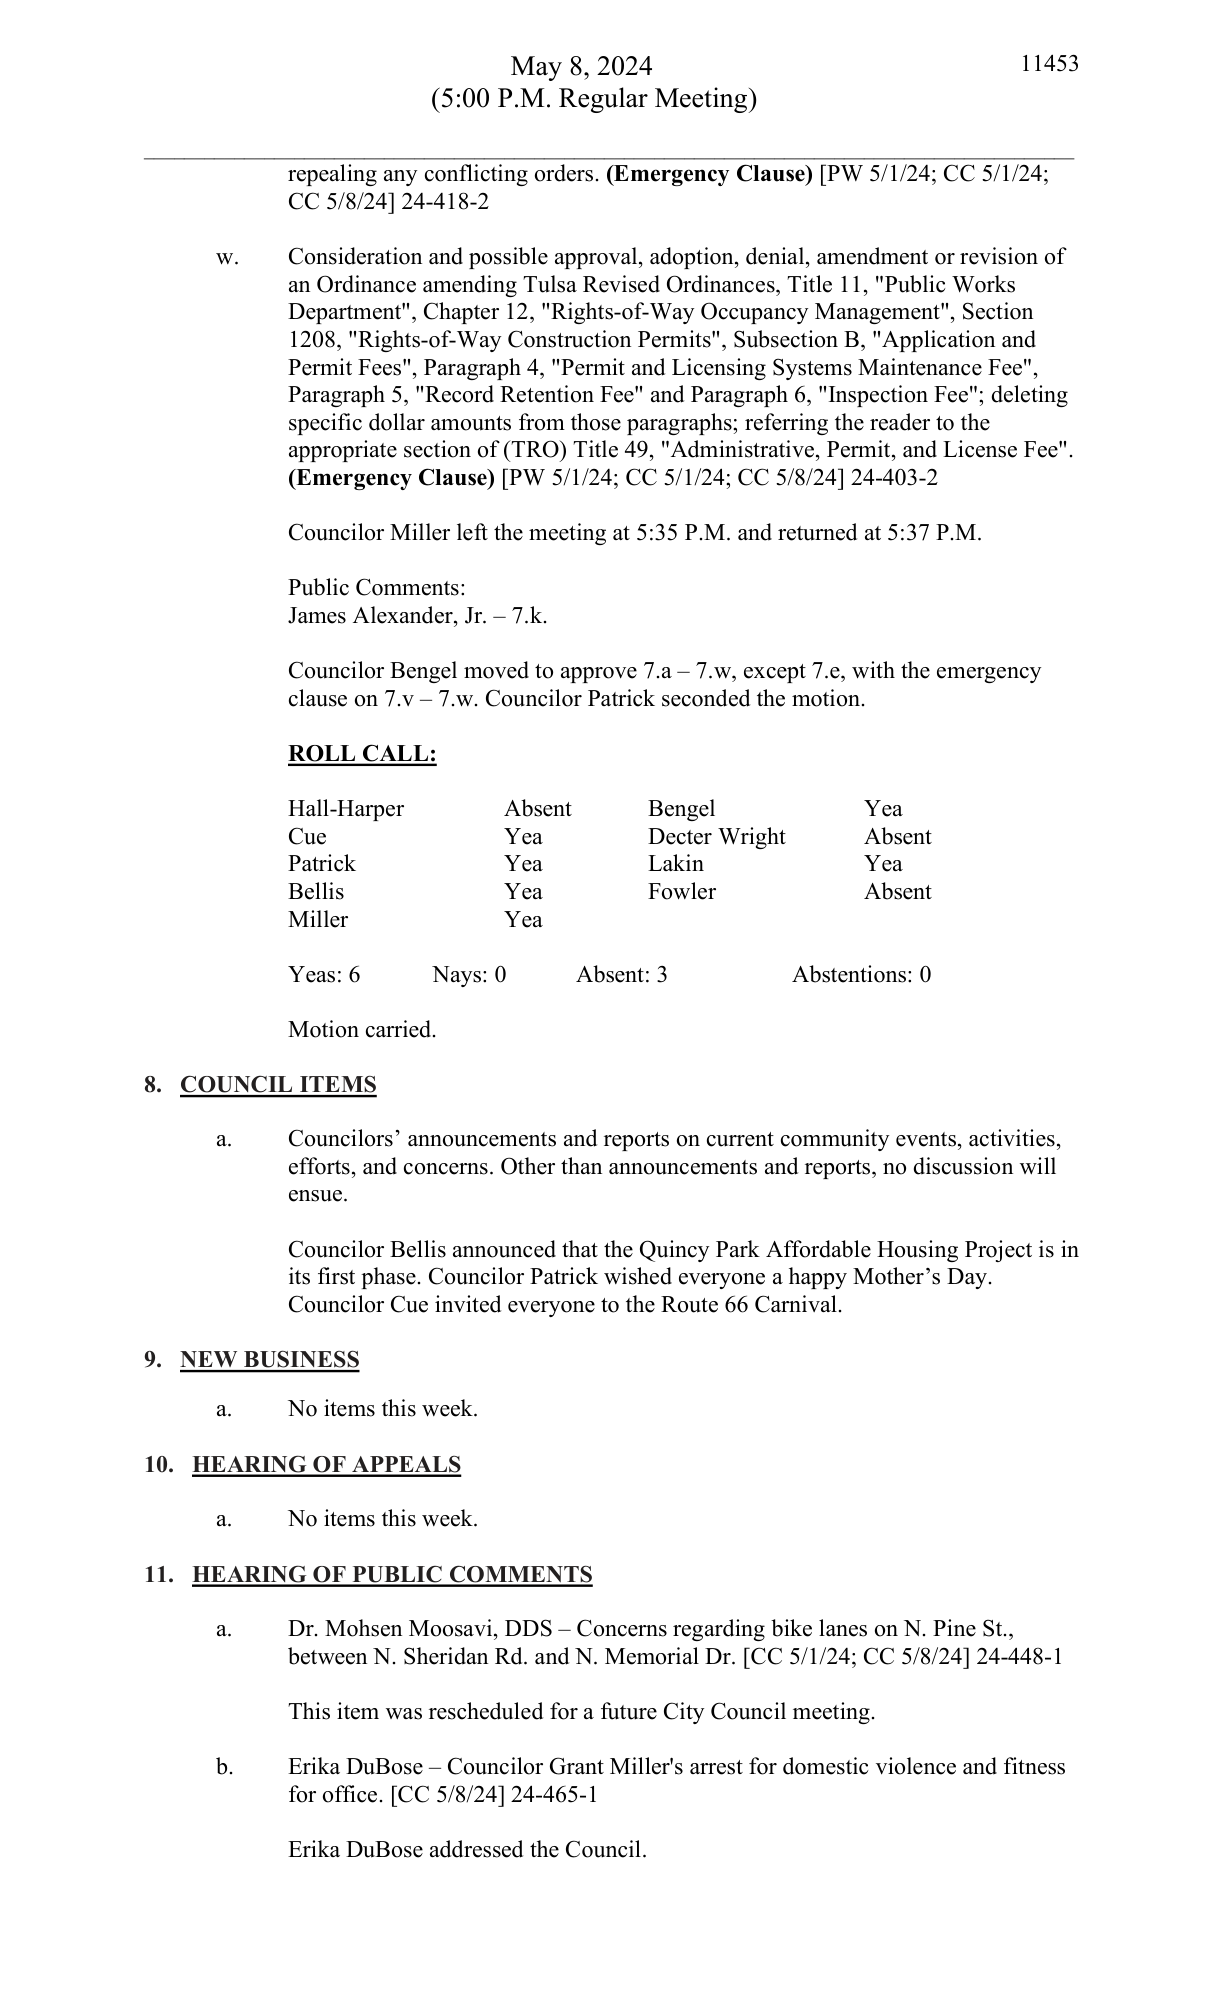 May 8, 2024
11453
(5:00 P.M. Regular Meeting)
repealing any conflicting orders. (Emergency Clause) [PW 5/1/24; CC 5/1/24;
CC 5/8/24] 24-418-2
w. Consideration and possible approval, adoption, denial, amendment or revision of
an Ordinance amending Tulsa Revised Ordinances, Title 11, "Public Works
Department", Chapter 12, "Rights-of-Way Occupancy Management", Section
1208, "Rights-of-Way Construction Permits", Subsection B, "Application and
Permit Fees", Paragraph 4, "Permit and Licensing Systems Maintenance Fee",
Paragraph 5, "Record Retention Fee" and Paragraph 6, "Inspection Fee"; deleting
specific dollar amounts from those paragraphs; referring the reader to the
appropriate section of (TRO) Title 49, "Administrative, Permit, and License Fee".
(Emergency Clause) [PW 5/1/24; CC 5/1/24; CC 5/8/24] 24-403-2
Councilor Miller left the meeting at 5:35 P.M. and returned at 5:37 P.M.
Public Comments:
James Alexander, Jr. – 7.k.
Councilor Bengel moved to approve 7.a – 7.w, except 7.e, with the emergency
clause on 7.v – 7.w. Councilor Patrick seconded the motion.
ROLL CALL:
Hall-Harper Absent Bengel Yea
Cue Yea Decter Wright Absent
Patrick Yea Lakin Yea
Bellis Yea Fowler Absent
Miller Yea
Yeas: 6 Nays: 0 Absent: 3 Abstentions: 0
Motion carried.
8. COUNCIL ITEMS
a. Councilors’ announcements and reports on current community events, activities,
efforts, and concerns. Other than announcements and reports, no discussion will
ensue.
Councilor Bellis announced that the Quincy Park Affordable Housing Project is in
its first phase. Councilor Patrick wished everyone a happy Mother’s Day.
Councilor Cue invited everyone to the Route 66 Carnival.
9. NEW BUSINESS
a. No items this week.
10. HEARING OF APPEALS
a. No items this week.
11. HEARING OF PUBLIC COMMENTS
a. Dr. Mohsen Moosavi, DDS – Concerns regarding bike lanes on N. Pine St.,
between N. Sheridan Rd. and N. Memorial Dr. [CC 5/1/24; CC 5/8/24] 24-448-1
This item was rescheduled for a future City Council meeting.
b. Erika DuBose – Councilor Grant Miller's arrest for domestic violence and fitness
for office. [CC 5/8/24] 24-465-1
Erika DuBose addressed the Council.